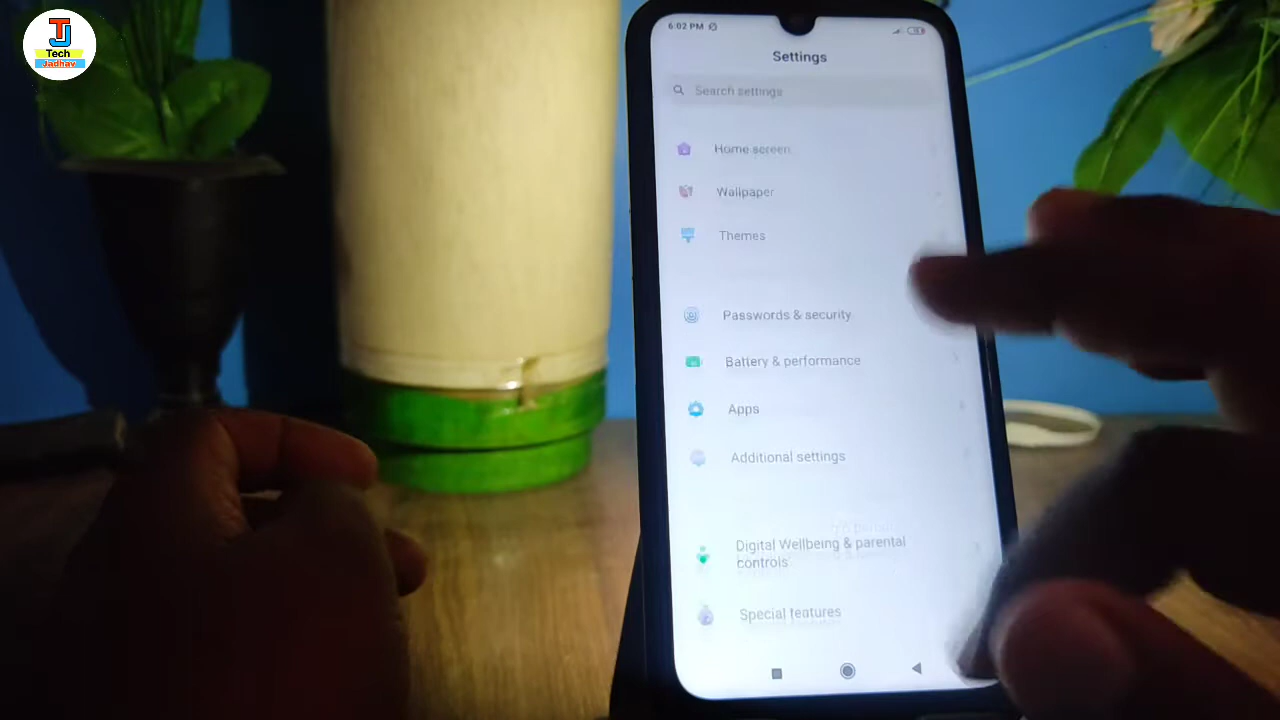 TJ
Tech
Jadhav
6:02 PM
Settings
Search settings
Home screen
Wallpaper
Themes
Passwords & security
Battery & performance
Apps
Additional settings
Digital Wellbeing & parental
controls
Special features